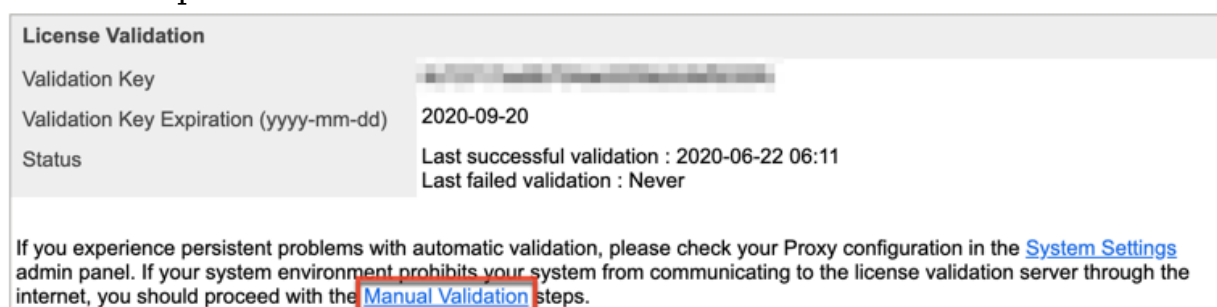 License Validation
Validation Key
Validation Key Expiration (yyyy-mm-dd) 2020-09-20
Status Last successful validation : 2020-06-22 06:11
Last failed validation : Never
If you experience persistent problems with automatic validation, please check your Proxy configuration in the System Settings
admin panel. If your system environment prohibits your system from communicating to the license validation server through the
internet, you should proceed with the Manual Validation steps.